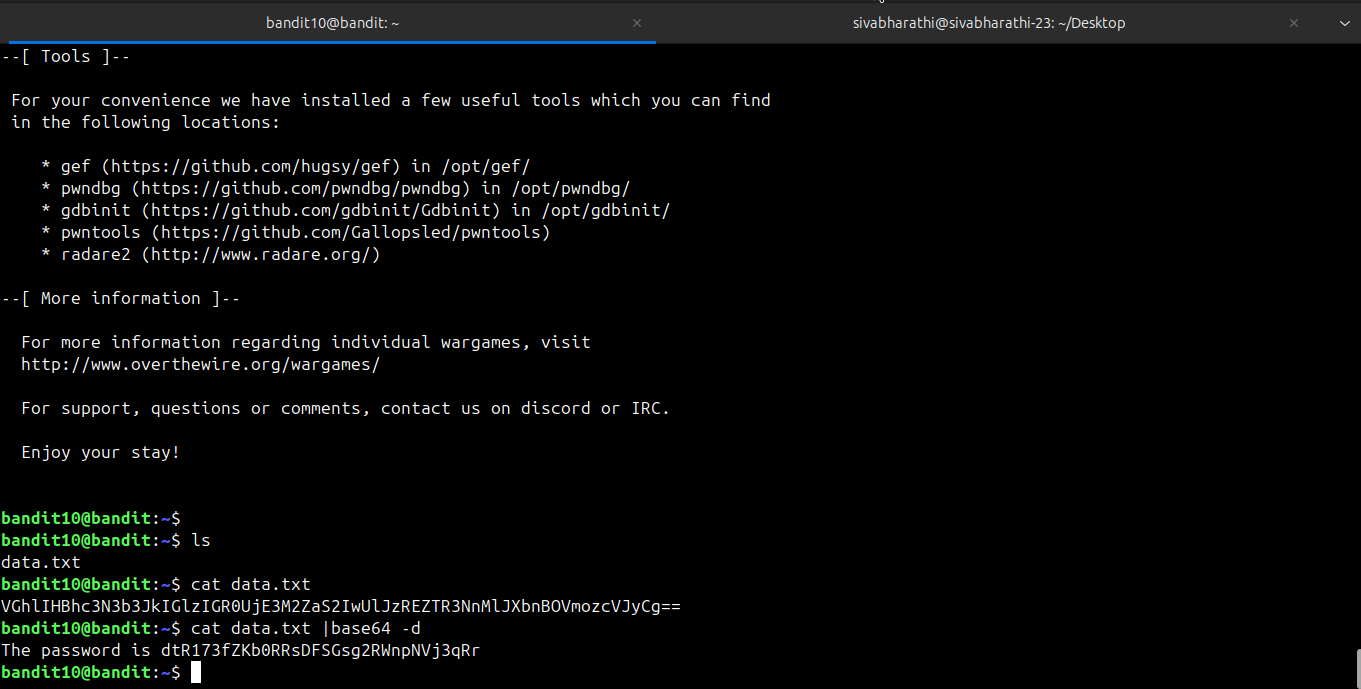 bandit10@bandit: ~ × sivabharathi@sivabharathi-23: ~/Desktop ×
--[ Tools ]--
For your convenience we have installed a few useful tools which you can find
in the following locations:
* gef (https://github.com/hugsy/gef) in /opt/gef/
* pwndbg (https://github.com/pwndbg/pwndbg) in /opt/pwndbg/
* gdbinit (https://github.com/gdbinit/Gdbinit) in /opt/gdbinit/
* pwntools (https://github.com/Gallopsled/pwntools)
* radare2 (http://www.radare.org/)
--[ More information ]--
For more information regarding individual wargames, visit
http://www.overthewire.org/wargames/
For support, questions or comments, contact us on discord or IRC.
Enjoy your stay!
bandit10@bandit:~$
bandit10@bandit:~$ ls
data.txt
bandit10@bandit:~$ cat data.txt
VGhlIHBhc3N3b3JkIGlzIGR0UjE3M2ZaS2IwUlJzREZTR3NnMlJXbnBOVmozcVJyCg==
bandit10@bandit:~$ cat data.txt |base64 -d
The password is dtR173fZKb0RRsDFSGsg2RWnpNVj3qRr
bandit10@bandit:~$